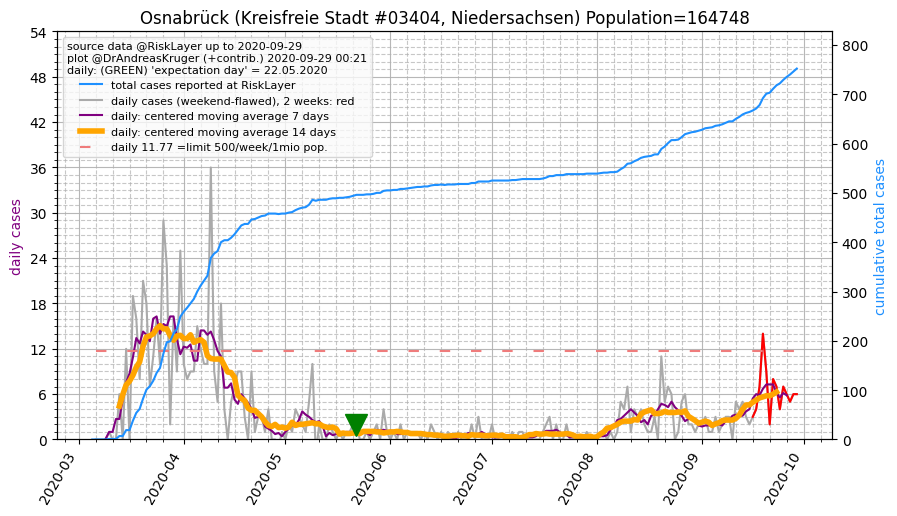 Osnabrück (Kreisfreie Stadt #03404, Niedersachsen) Population=164748
source data @RiskLayer up to 2020-09-29
plot @DrAndreasKruger (+contrib.) 2020-09-29 00:21
daily: (GREEN) 'expectation day' = 22.05.2020
total cases reported at RiskLayer
daily cases (weekend-flawed), 2 weeks: red
daily: centered moving average 7 days
daily: centered moving average 14 days
daily 11.77 =limit 500/week/1mio pop.
daily cases
54
48
42
36
30
24
18
12
6
0
cumulative total cases
800
700
600
500
400
300
200
100
0
2020-03
2020-04
2020-05
2020-06
2020-07
2020-08
2020-09
2020-10